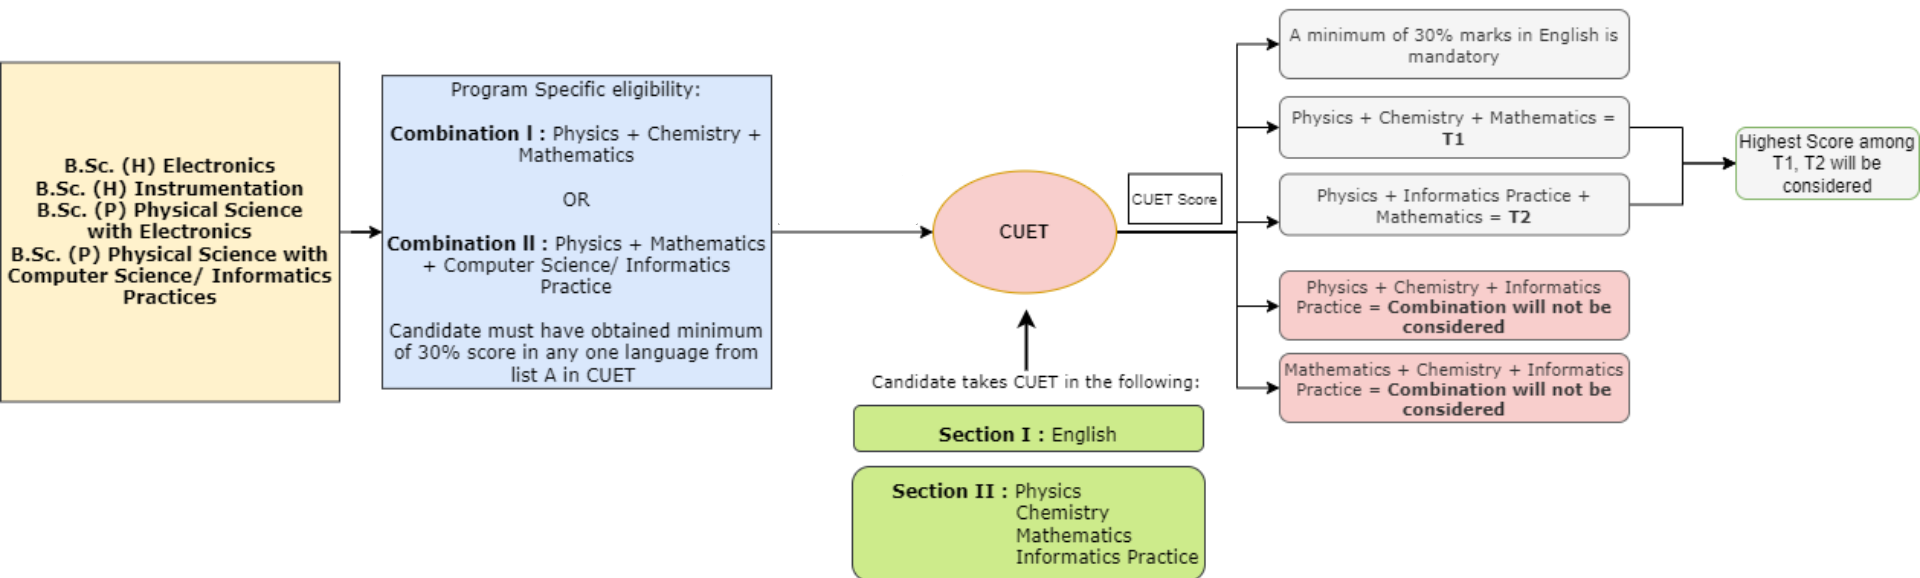 B.Sc. (H) Electronics
B.Sc. (H) Instrumentation
B.Sc. (P) Physical Science
with Electronics
B.Sc. (P) Physical Science with
Computer Science/ Informatics
Practices
Program Specific eligibility:
Combination I : Physics + Chemistry +
Mathematics
OR
Combination II : Physics + Mathematics
+ Computer Science/ Informatics
Practice
Candidate must have obtained minimum
of 30% score in any one language from
list A in CUET
CUET
Candidate takes CUET in the following:
Section I : English
Section II : Physics
Chemistry
Mathematics
Informatics Practice
CUET Score
A minimum of 30% marks in English is
mandatory
Physics + Chemistry + Mathematics =
T1
Physics + Informatics Practice +
Mathematics = T2
Physics + Chemistry + Informatics
Practice = Combination will not be
considered
Mathematics + Chemistry + Informatics
Practice = Combination will not be
considered
Highest Score among
T1, T2 will be
considered